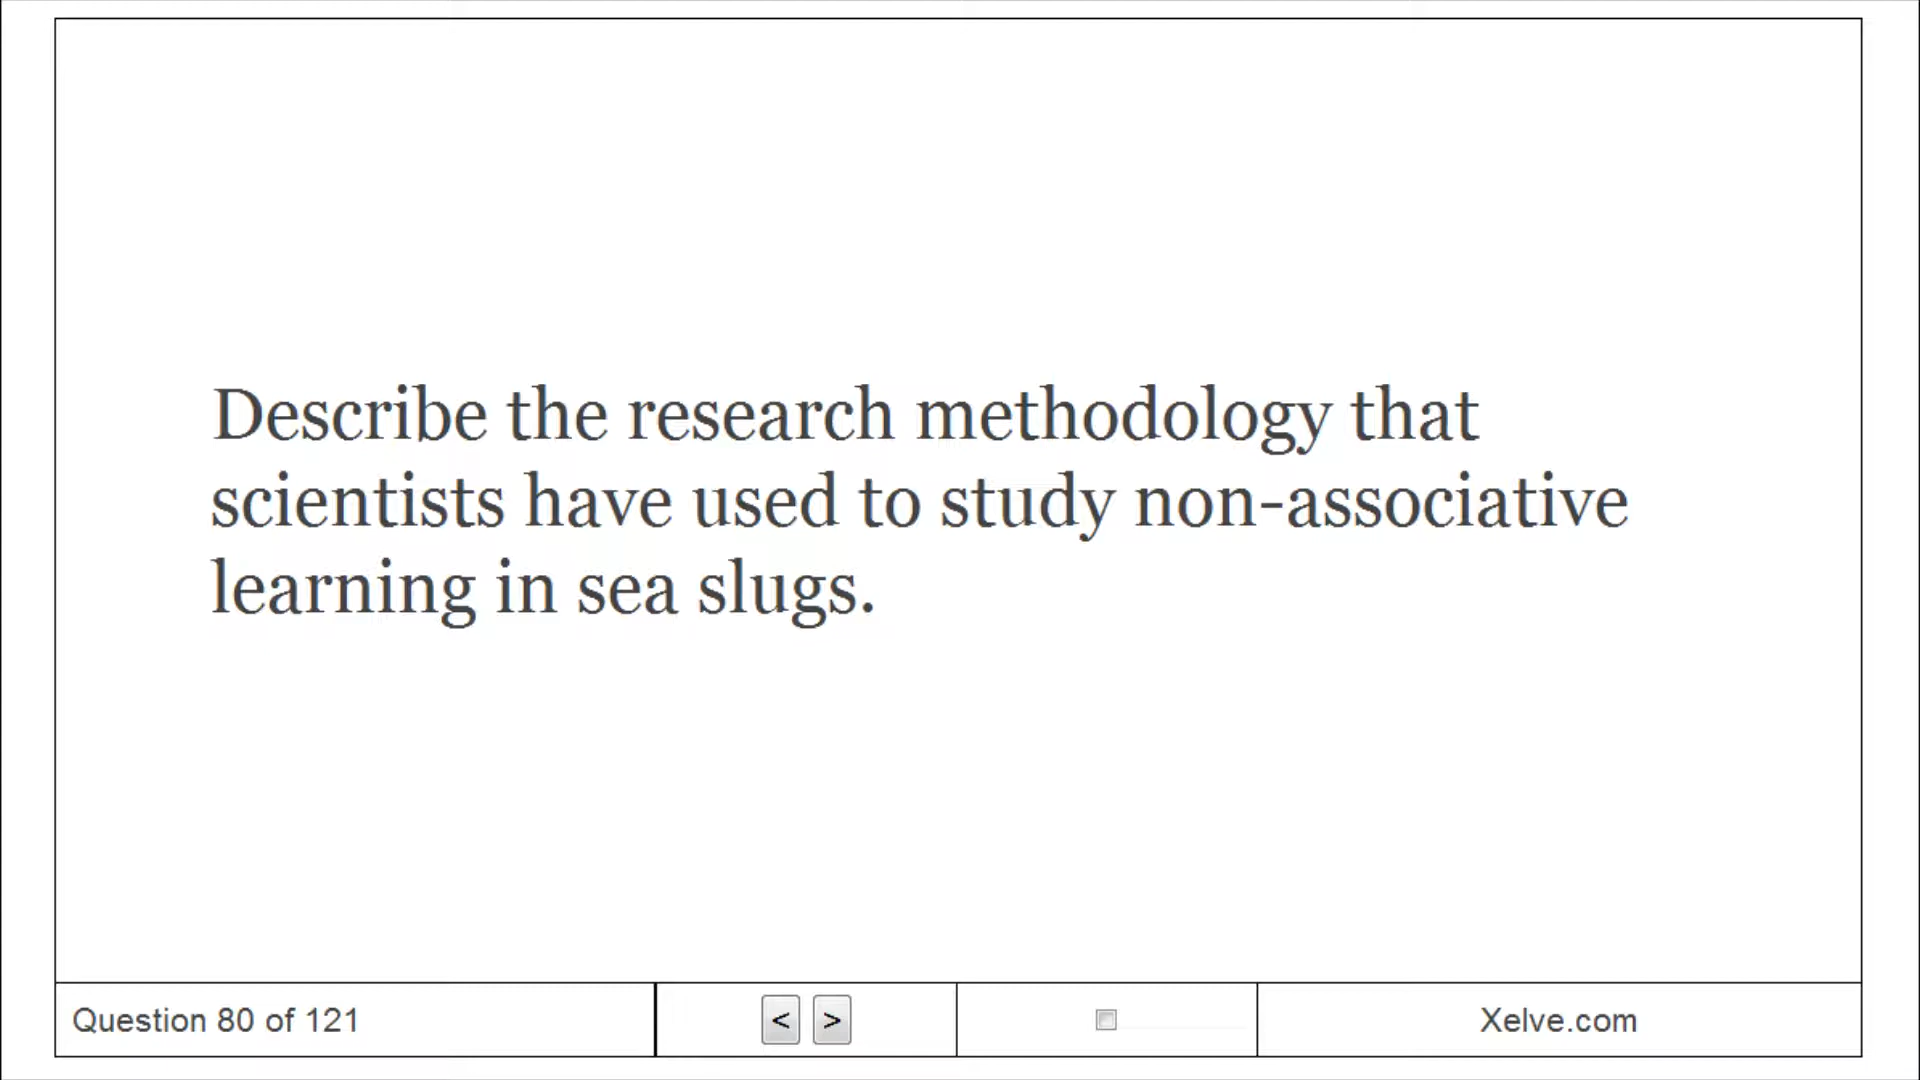 Describe the research methodology that
scientists have used to study non-associative
learning in sea slugs.
Question 80 of 121
< >
Xelve.com